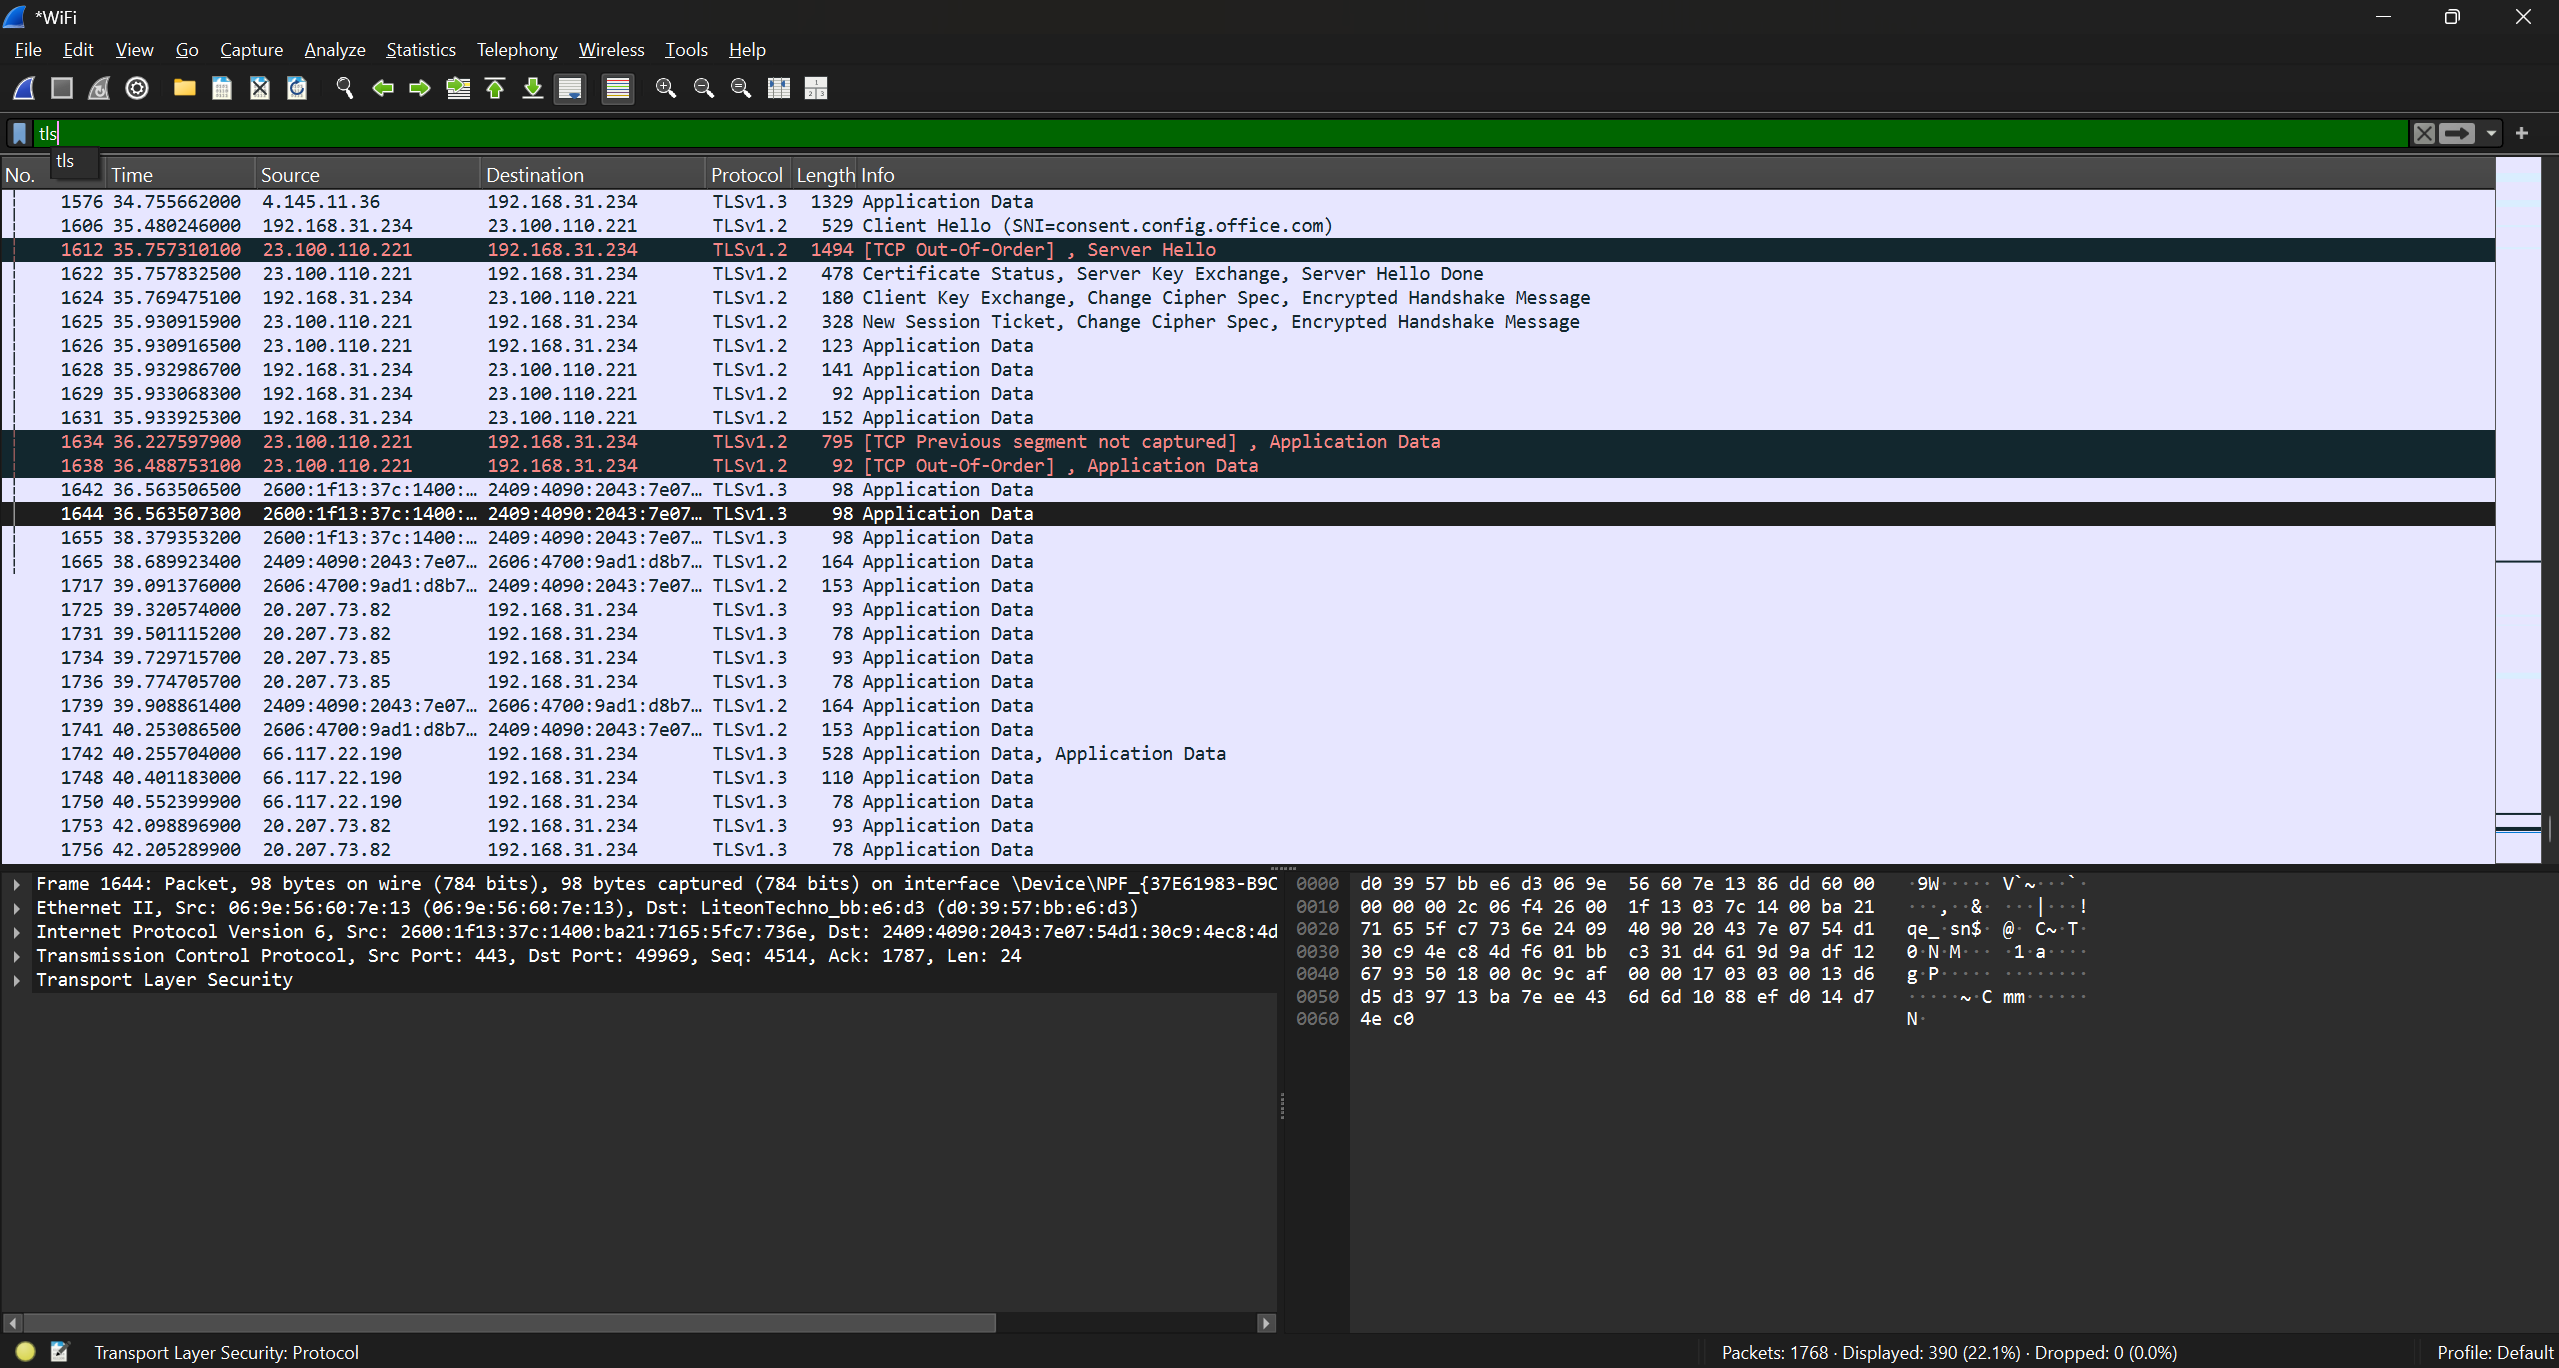 *WiFi
File Edit View Go Capture Analyze Statistics Telephony Wireless Tools Help
tls
tls
No. Time Source Destination Protocol Length Info
1576 34.755662000 4.145.11.36 192.168.31.234 TLSv1.3 1329 Application Data
1606 35.480246000 192.168.31.234 23.100.110.221 TLSv1.2 529 Client Hello (SNI=consent.config.office.com)
1612 35.757310100 23.100.110.221 192.168.31.234 TLSv1.2 1494 [TCP Out-Of-Order] , Server Hello
1622 35.757832500 23.100.110.221 192.168.31.234 TLSv1.2 478 Certificate Status, Server Key Exchange, Server Hello Done
1624 35.769475100 192.168.31.234 23.100.110.221 TLSv1.2 180 Client Key Exchange, Change Cipher Spec, Encrypted Handshake Message
1625 35.930915900 23.100.110.221 192.168.31.234 TLSv1.2 328 New Session Ticket, Change Cipher Spec, Encrypted Handshake Message
1626 35.930916500 23.100.110.221 192.168.31.234 TLSv1.2 123 Application Data
1628 35.932986700 192.168.31.234 23.100.110.221 TLSv1.2 141 Application Data
1629 35.933068300 192.168.31.234 23.100.110.221 TLSv1.2 92 Application Data
1631 35.933925300 192.168.31.234 23.100.110.221 TLSv1.2 152 Application Data
1634 36.227597900 23.100.110.221 192.168.31.234 TLSv1.2 795 [TCP Previous segment not captured] , Application Data
1638 36.488753100 23.100.110.221 192.168.31.234 TLSv1.2 92 [TCP Out-Of-Order] , Application Data
1642 36.563506500 2600:1f13:37c:1400:… 2409:4090:2043:7e07… TLSv1.3 98 Application Data
1644 36.563507300 2600:1f13:37c:1400:… 2409:4090:2043:7e07… TLSv1.3 98 Application Data
1655 38.379353200 2600:1f13:37c:1400:… 2409:4090:2043:7e07… TLSv1.3 98 Application Data
1665 38.689923400 2409:4090:2043:7e07… 2606:4700:9ad1:d8b7… TLSv1.2 164 Application Data
1717 39.091376000 2606:4700:9ad1:d8b7… 2409:4090:2043:7e07… TLSv1.2 153 Application Data
1725 39.320574000 20.207.73.82 192.168.31.234 TLSv1.3 93 Application Data
1731 39.501115200 20.207.73.82 192.168.31.234 TLSv1.3 78 Application Data
1734 39.729715700 20.207.73.85 192.168.31.234 TLSv1.3 93 Application Data
1736 39.774705700 20.207.73.85 192.168.31.234 TLSv1.3 78 Application Data
1739 39.908861400 2409:4090:2043:7e07… 2606:4700:9ad1:d8b7… TLSv1.2 164 Application Data
1741 40.253086500 2606:4700:9ad1:d8b7… 2409:4090:2043:7e07… TLSv1.2 153 Application Data
1742 40.255704000 66.117.22.190 192.168.31.234 TLSv1.3 528 Application Data, Application Data
1748 40.401183000 66.117.22.190 192.168.31.234 TLSv1.3 110 Application Data
1750 40.552399900 66.117.22.190 192.168.31.234 TLSv1.3 78 Application Data
1753 42.098896900 20.207.73.82 192.168.31.234 TLSv1.3 93 Application Data
1756 42.205289900 20.207.73.82 192.168.31.234 TLSv1.3 78 Application Data
Frame 1644: Packet, 98 bytes on wire (784 bits), 98 bytes captured (784 bits) on interface \Device\NPF_{37E61983-B9C
Ethernet II, Src: 06:9e:56:60:7e:13 (06:9e:56:60:7e:13), Dst: LiteonTechno_bb:e6:d3 (d0:39:57:bb:e6:d3)
Internet Protocol Version 6, Src: 2600:1f13:37c:1400:ba21:7165:5fc7:736e, Dst: 2409:4090:2043:7e07:54d1:30c9:4ec8:4d
Transmission Control Protocol, Src Port: 443, Dst Port: 49969, Seq: 4514, Ack: 1787, Len: 24
Transport Layer Security
0000 d0 39 57 bb e6 d3 06 9e 56 60 7e 13 86 dd 60 00 ·9W····· V`~···`·
0010 00 00 00 2c 06 f4 26 00 1f 13 03 7c 14 00 ba 21 ···,··&· ···|···!
0020 71 65 5f c7 73 6e 24 09 40 90 20 43 7e 07 54 d1 qe_·sn$· @· C~·T·
0030 30 c9 4e c8 4d f6 01 bb c3 31 d4 61 9d 9a df 12 0·N·M··· ·1·a····
0040 67 93 50 18 00 0c 9c af 00 00 17 03 03 00 13 d6 g·P····· ········
0050 d5 d3 97 13 ba 7e ee 43 6d 6d 10 88 ef d0 14 d7 ·····~·C mm······
0060 4e c0 N·
Transport Layer Security: Protocol
Packets: 1768 · Displayed: 390 (22.1%) · Dropped: 0 (0.0%)
Profile: Default